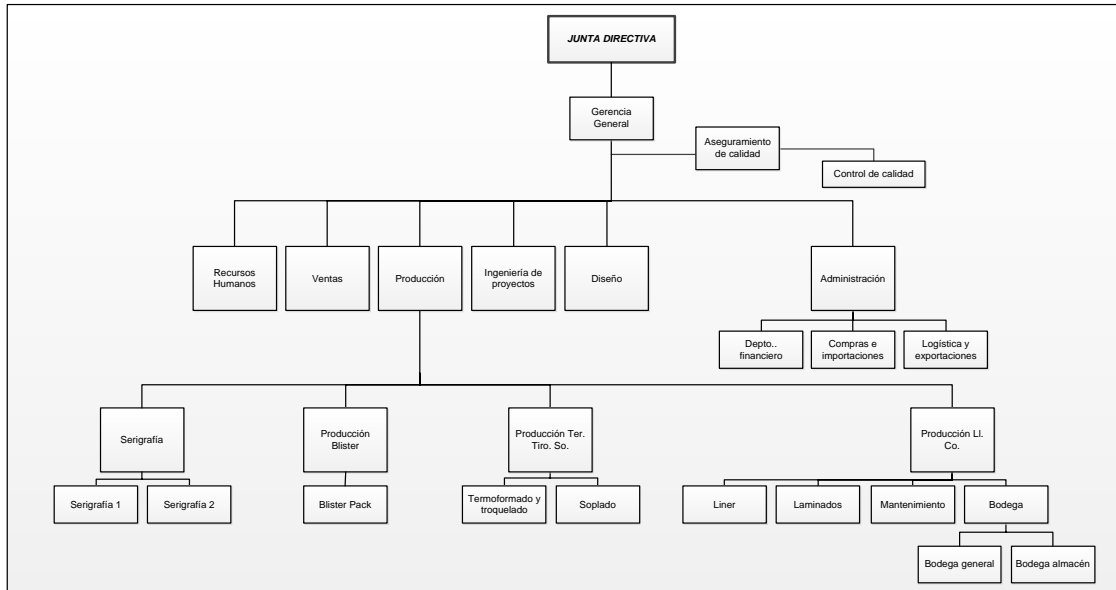 JUNTA DIRECTIVA
Gerencia
General
Aseguramiento
de calidad
Control de calidad
Recursos
Humanos
Ventas
Producción
Ingeniería de
proyectos
Diseño
Administración
Depto..
financiero
Compras e
importaciones
Logística y
exportaciones
Serigrafía
Producción
Blister
Producción Ter.
Tiro. So.
Producción LI.
Co.
Serigrafía 1
Serigrafía 2
Blister Pack
Termoformado y
troquelado
Soplado
Liner
Laminados
Mantenimiento
Bodega
Bodega general
Bodega almacén